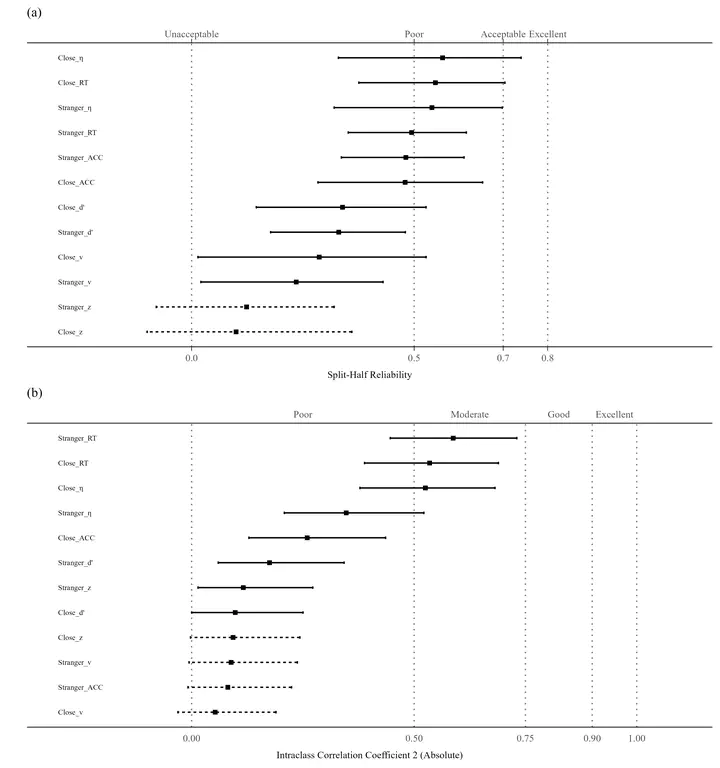 (a)
Unacceptable Poor Acceptable Excellent
Close_η
Close_RT
Stranger_η
Stranger_RT
Stranger_ACC
Close_ACC
Close_d'
Stranger_d'
Close_v
Stranger_v
Stranger_z
Close_z
0.0 0.5 0.7 0.8
Split-Half Reliability
(b)
Poor Moderate Good Excellent
Stranger_RT
Close_RT
Close_η
Stranger_η
Close_ACC
Stranger_d'
Stranger_z
Close_d'
Close_z
Stranger_v
Stranger_ACC
Close_v
0.00 0.50 0.75 0.90 1.00
Intraclass Correlation Coefficient 2 (Absolute)